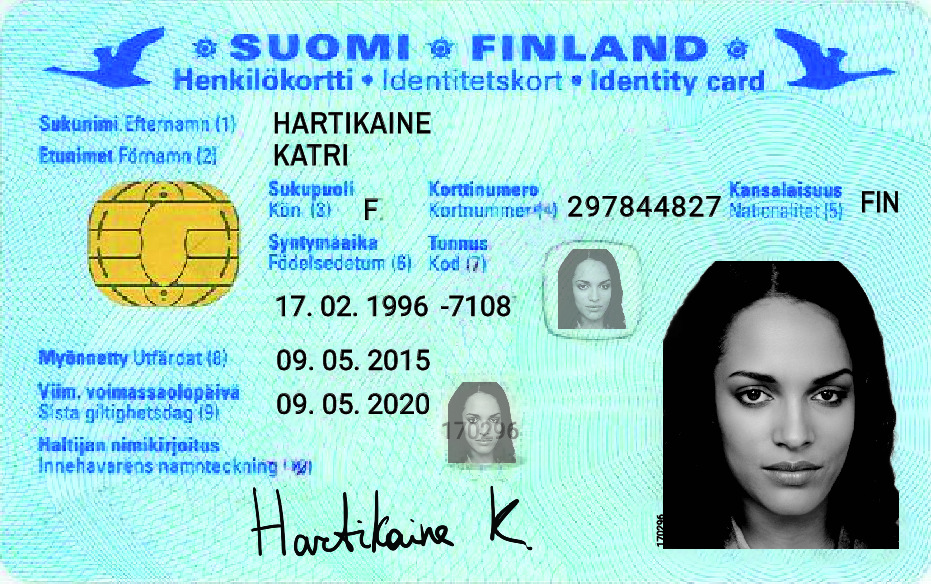 SUOMI FINLAND
Henkilökortti • Identitetskort • Identity card
Sukunimi Efternamn (1) HARTIKAINE
Etunimet Förnamn (2) KATRI
Sukupuoli Korttinumero Kansalaisuus
Kön (3) F Kortnummer (4) 297844827 Nationalitet (5) FIN
Syntymäaika Tunnus
Födelsedetum (6) Kod (7)
17. 02. 1996 -7108
Myönnetty Utfärdat (8) 09. 05. 2015
Viim. voimassaolopäivä
Sista giltighetsdag (9) 09. 05. 2020
170296
Haltijan nimikirjoitus
Innehavarens namnteckning
Hartikaine K.
170296